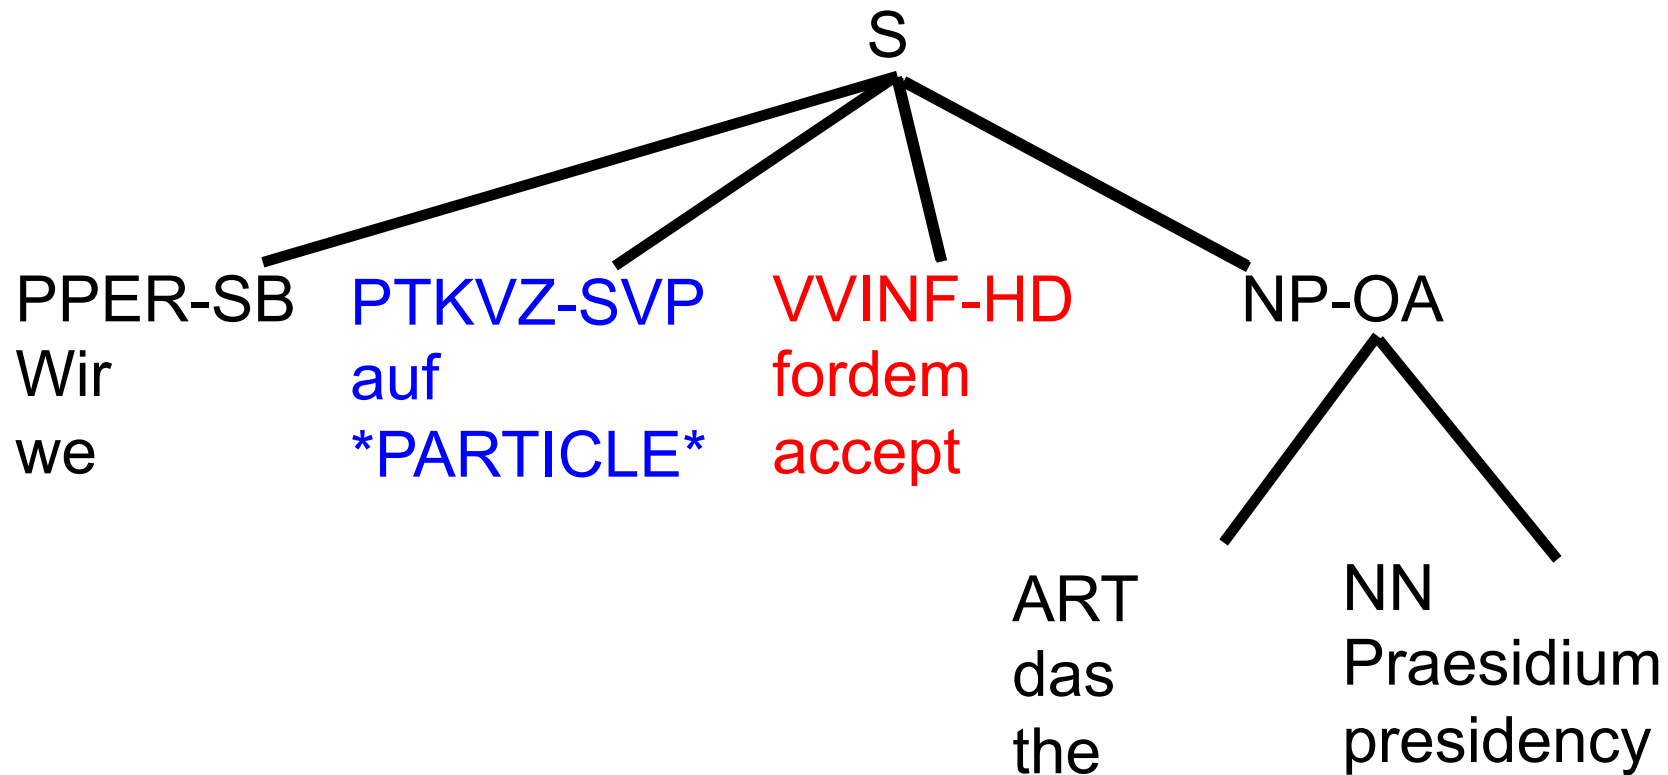 S
PPER-SB
Wir
we
PTKVZ-SVP
auf
*PARTICLE*
VVINF-HD
fordem
accept
NP-OA
ART
das
the
NN
Praesidium
presidency